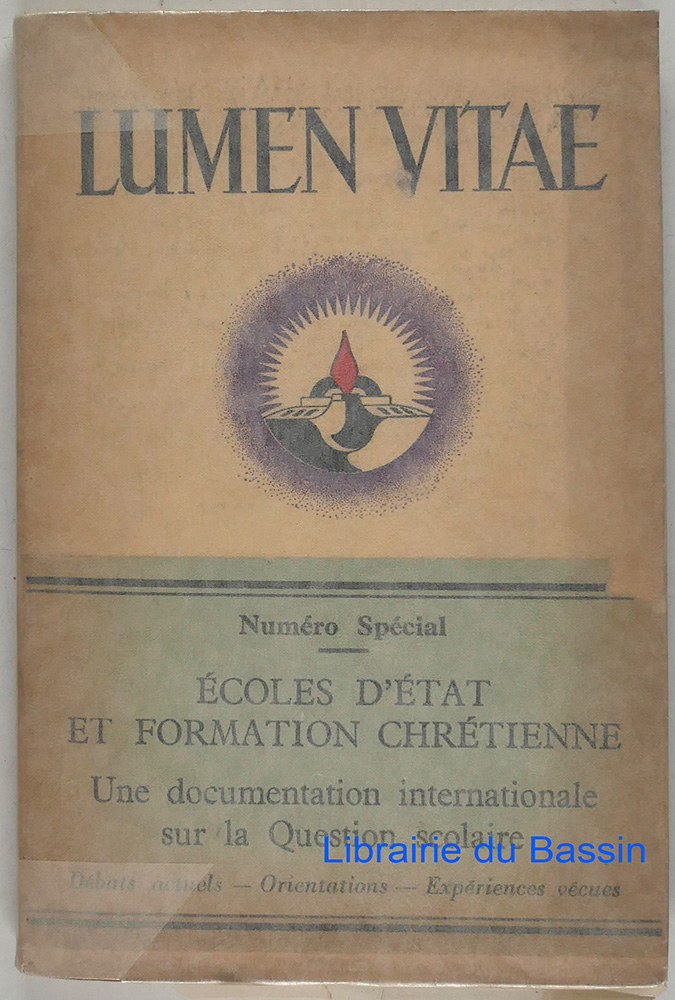 LUMEN VITAE
Numéro Spécial
ÉCOLES D'ÉTAT
ET FORMATION CHRÉTIENNE
Une documentation internationale
sur la Question scolaire
Librairie du Bassin
Débats actuels — Orientations — Expériences vécues